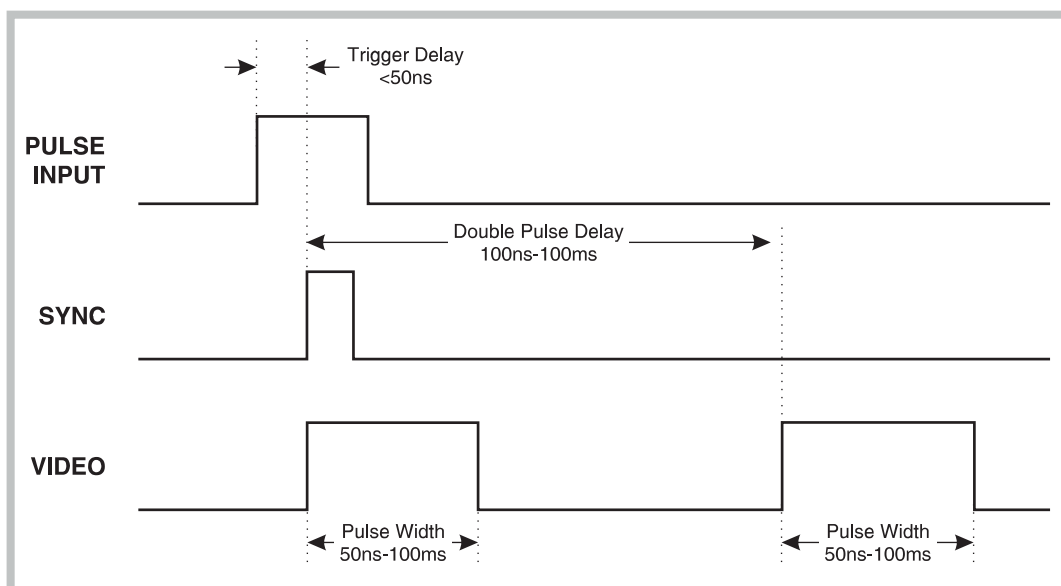 Trigger Delay
<50ns
PULSE
INPUT
Double Pulse Delay
100ns-100ms
SYNC
VIDEO
Pulse Width
50ns-100ms
Pulse Width
50ns-100ms